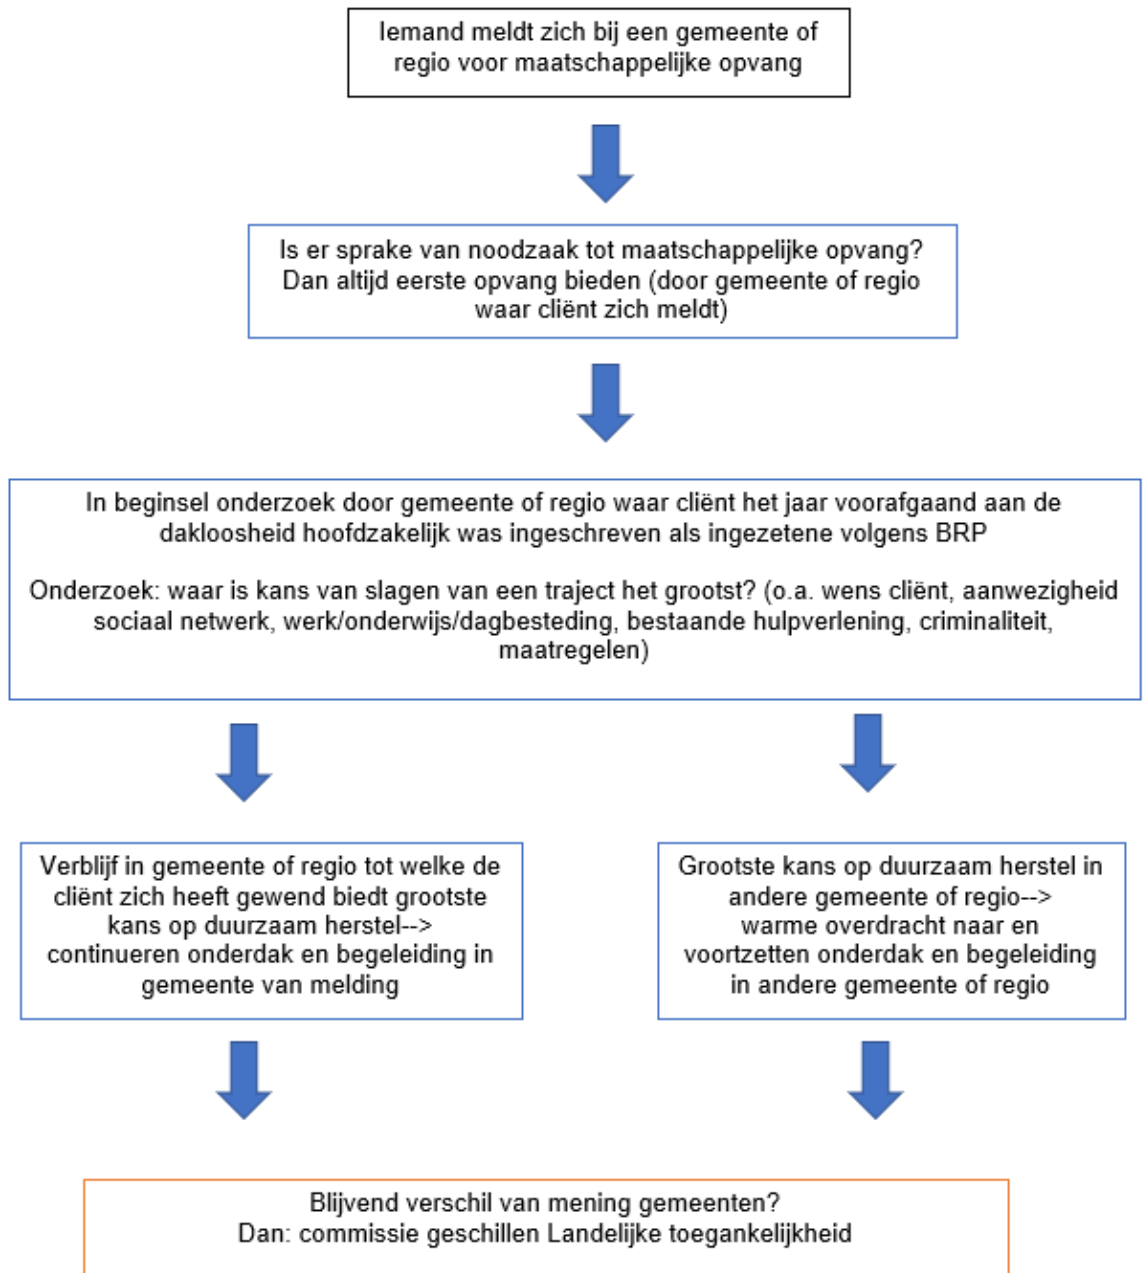 Iemand meldt zich bij een gemeente of
regio voor maatschappelijke opvang
Is er sprake van noodzaak tot maatschappelijke opvang?
Dan altijd eerste opvang bieden (door gemeente of regio
waar cliënt zich meldt)
In beginsel onderzoek door gemeente of regio waar cliënt het jaar voorafgaand aan de
dakloosheid hoofdzakelijk was ingeschreven als ingezetene volgens BRP
Onderzoek: waar is kans van slagen van een traject het grootst? (o.a. wens cliënt, aanwezigheid
sociaal netwerk, werk/onderwijs/dagbesteding, bestaande hulpverlening, criminaliteit,
maatregelen)
Verblijf in gemeente of regio tot welke de
cliënt zich heeft gewend biedt grootste
kans op duurzaam herstel-->
continueren onderdak en begeleiding in
gemeente van melding
Grootste kans op duurzaam herstel in
andere gemeente of regio-->
warme overdracht naar en
voortzetten onderdak en begeleiding
in andere gemeente of regio
Blijvend verschil van mening gemeenten?
Dan: commissie geschillen Landelijke toegankelijkheid